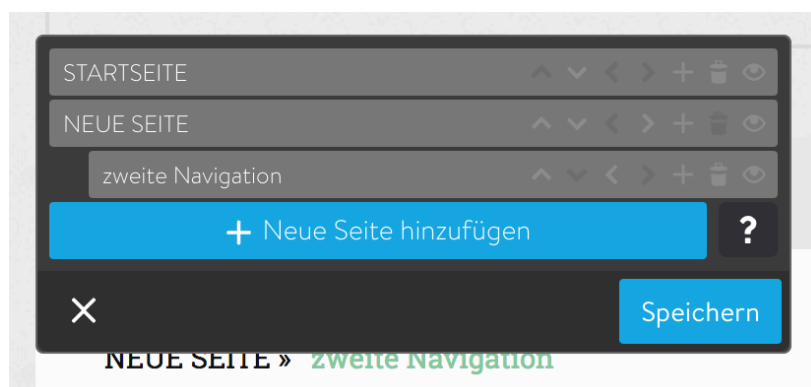 STARTSEITE
NEUE SEITE
zweite Navigation
+ Neue Seite hinzufügen ?
Speichern
NEUE SEITE » zweite Navigation